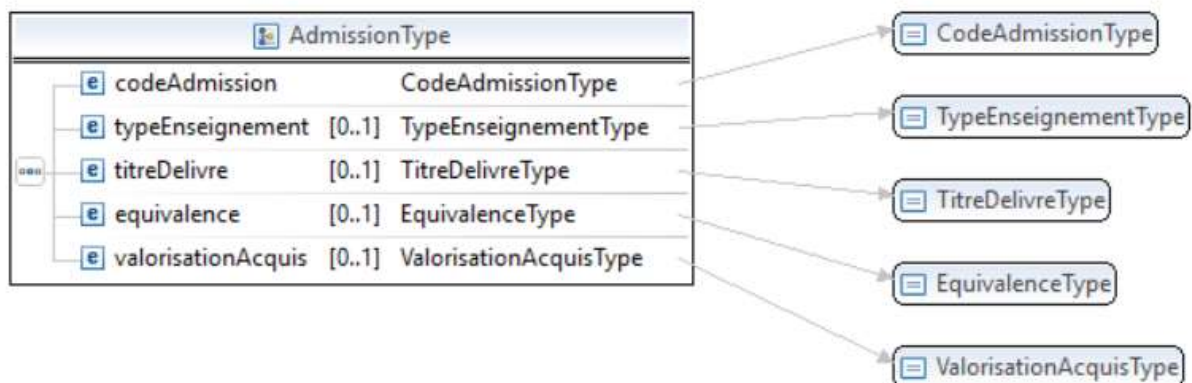 AdmissionType
codeAdmission CodeAdmissionType
typeEnseignement [0..1] TypeEnseignementType
titreDelivre [0..1] TitreDelivreType
equivalence [0..1] EquivalenceType
valorisationAcquis [0..1] ValorisationAcquisType
CodeAdmissionType
TypeEnseignementType
TitreDelivreType
EquivalenceType
ValorisationAcquisType